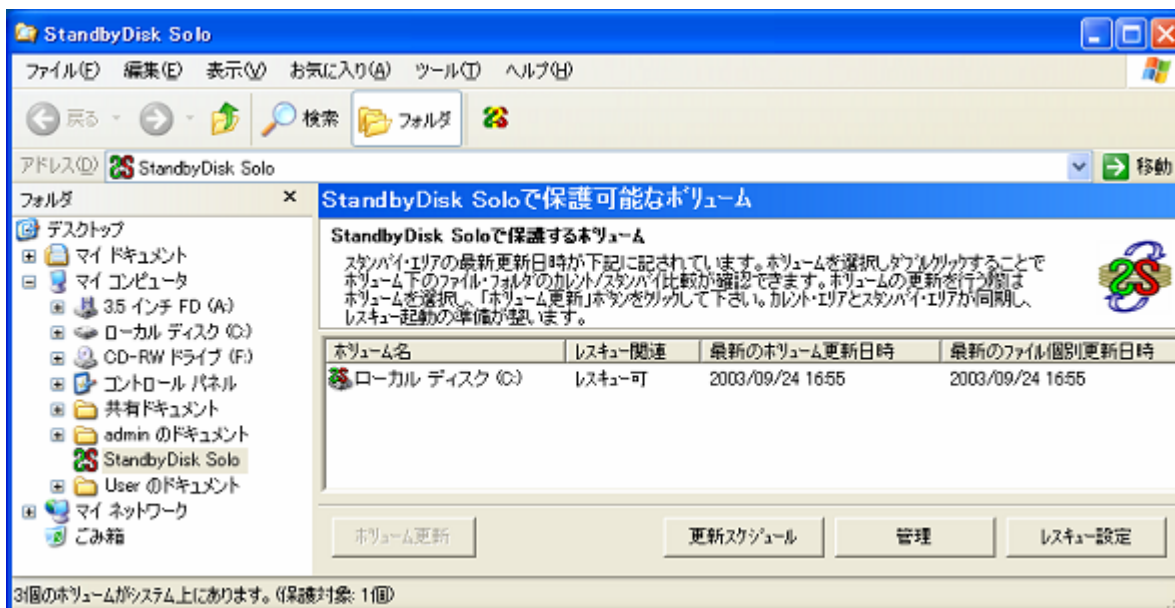 StandbyDisk Solo
ファイル(F) 編集(E) 表示(V) お気に入り(A) ツール(T) ヘルプ(H)
戻る 検索 フォルダ
アドレス(D) StandbyDisk Solo 移動
フォルダ ×
デスクトップ
マイ ドキュメント
マイ コンピュータ
3.5 インチ FD (A:)
ローカル ディスク (C:)
CD-RW ドライブ (F:)
コントロール パネル
共有ドキュメント
admin のドキュメント
StandbyDisk Solo
User のドキュメント
マイ ネットワーク
ごみ箱
StandbyDisk Soloで保護可能なボリューム
StandbyDisk Soloで保護するボリューム
スタンバイ・エリアの最新更新日時が下記に記されています。ボリュームを選択しダブルクリックすることで
ボリューム下のファイル・フォルダのカレント/スタンバイ比較が確認できます。ボリュームの更新を行う際は
ボリュームを選択し、「ボリューム更新」ボタンをクリックして下さい。カレント・エリアとスタンバイ・エリアが同期し、
レスキュー起動の準備が整います。
ボリューム名 レスキュー関連 最新のボリューム更新日時 最新のファイル個別更新日時
ローカル ディスク (C:) レスキュー可 2003/09/24 16:55 2003/09/24 16:55
ボリューム更新 更新スケジュール 管理 レスキュー設定
3個のボリュームがシステム上にあります。(保護対象: 1個)